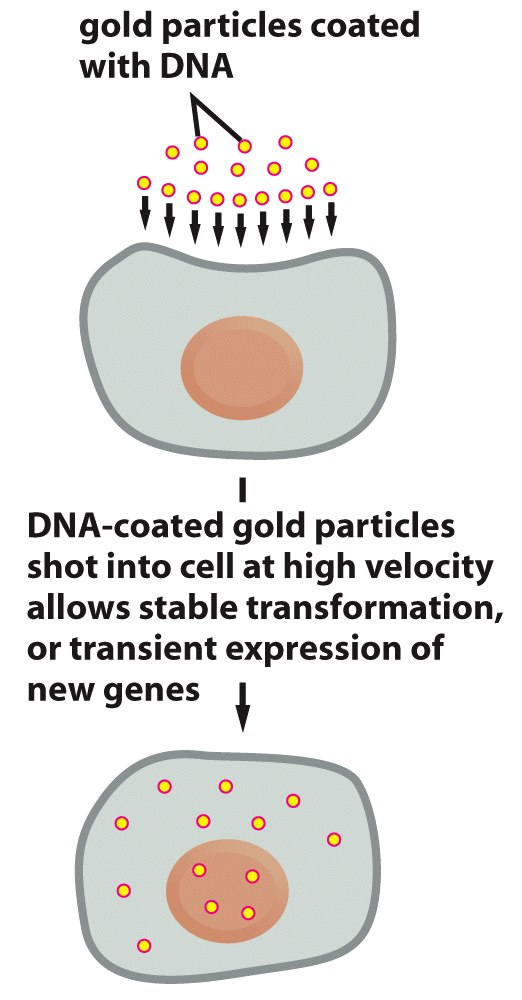 gold particles coated
with DNA
DNA-coated gold particles
shot into cell at high velocity
allows stable transformation,
or transient expression of
new genes